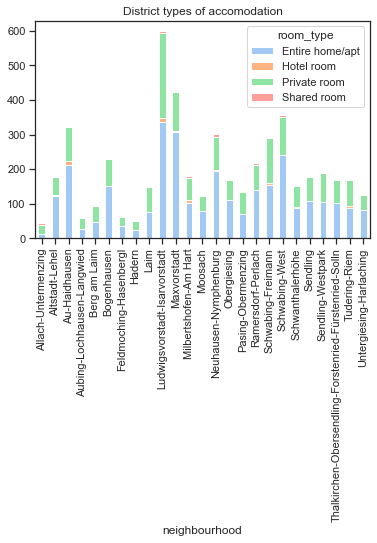 District types of accomodation
600
500
400
300
200
100
0
room_type
Entire home/apt
Hotel room
Private room
Shared room
Allach-Untermenzing
Altstadt-Lehel
Au-Haidhausen
Aubing-Lochhausen-Langwied
Berg am Laim
Bogenhausen
Feldmoching-Hasenbergl
Hadern
Laim
Ludwigsvorstadt-Isarvorstadt
Maxvorstadt
Milbertshofen-Am Hart
Moosach
Neuhausen-Nymphenburg
Obergiesing
Pasing-Obermenzing
Ramersdorf-Perlach
Schwabing-Freimann
Schwabing-West
Schwanthalerhöhe
Sendling
Sendling-Westpark
Thalkirchen-Obersendling-Forstenried-Fürstenried-Solln
Tudering-Riem
Untergiesing-Harlaching
neighbourhood